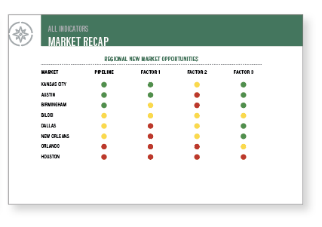 ALL INDICATORS
MARKET RECAP
REGIONAL NEW MARKET OPPORTUNITIES
MARKET PIPELINE FACTOR 1 FACTOR 2 FACTOR 3
KANSAS CITY
AUSTIN
BIRMINGHAM
BILOXI
DALLAS
NEW ORLEANS
ORLANDO
HOUSTON